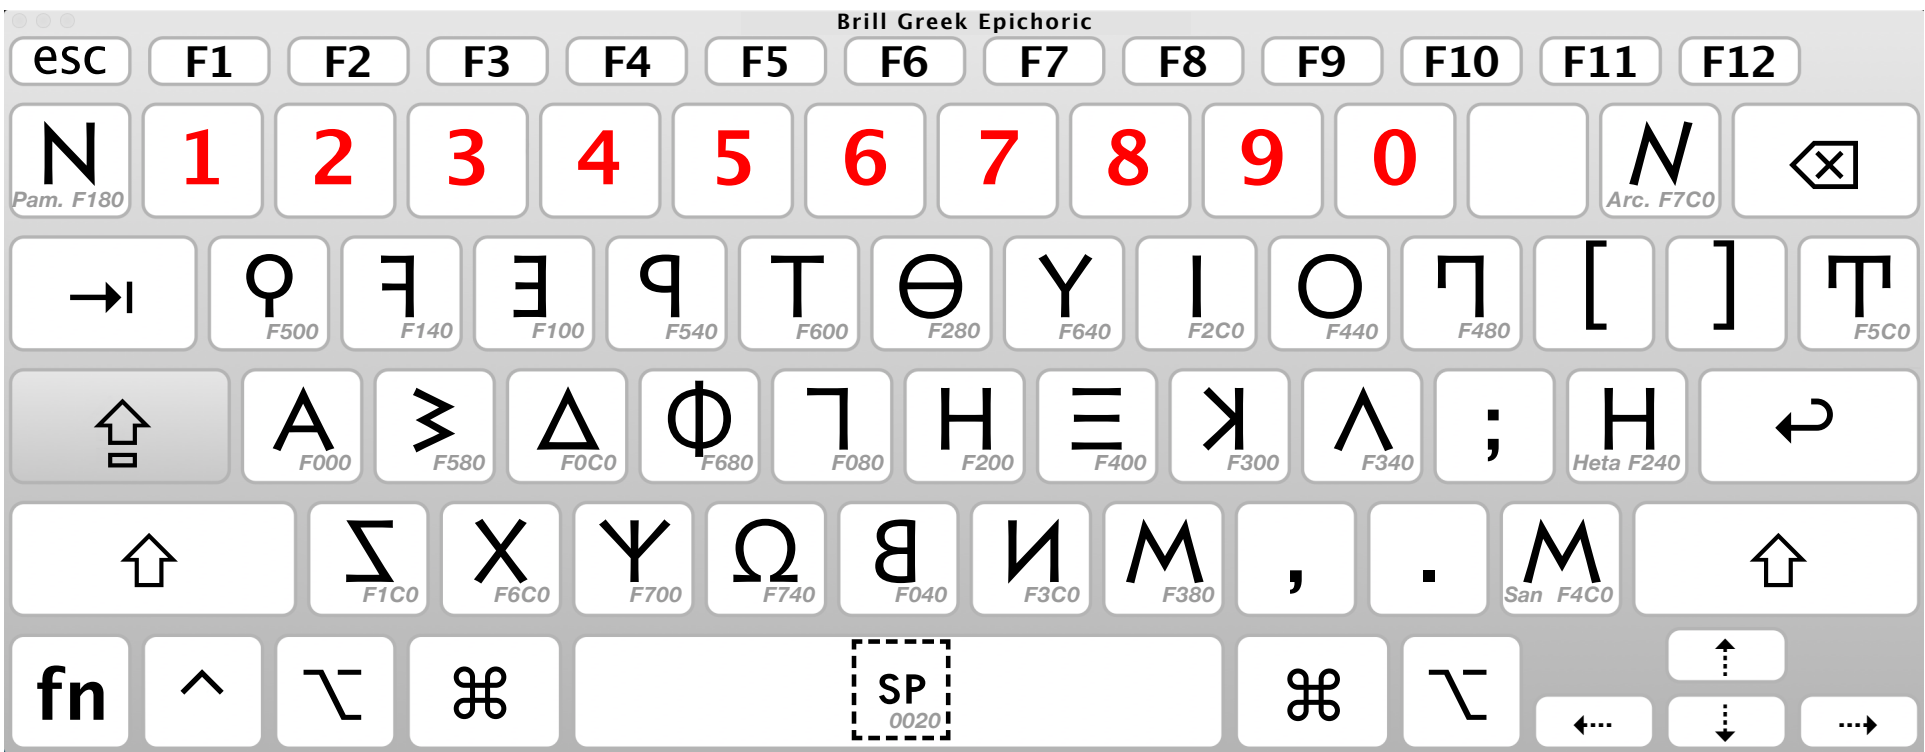 Brill Greek Epichoric
esc F1 F2 F3 F4 F5 F6 F7 F8 F9 F10 F11 F12
N 1 2 3 4 5 6 7 8 9 0 N
Pam. F180 Arc. F7C0
Ϙ ꟻ Ǝ ꟼ Τ Θ Υ Ι Ο Π [ ] Ͳ
F500 F140 F100 F540 F600 F280 F640 F2C0 F440 F480 F5C0
Α Σ Δ Φ ꓶ Η Ξ ꓘ Λ ; Η
F000 F580 F0C0 F680 F080 F200 F400 F300 F340 Heta F240
Ζ Χ Ψ Ω ᗺ И Μ , . Μ
F1C0 F6C0 F700 F740 F040 F3C0 F380 San F4C0
fn ^ ⌥ ⌘ SP ⌘ ⌥
0020